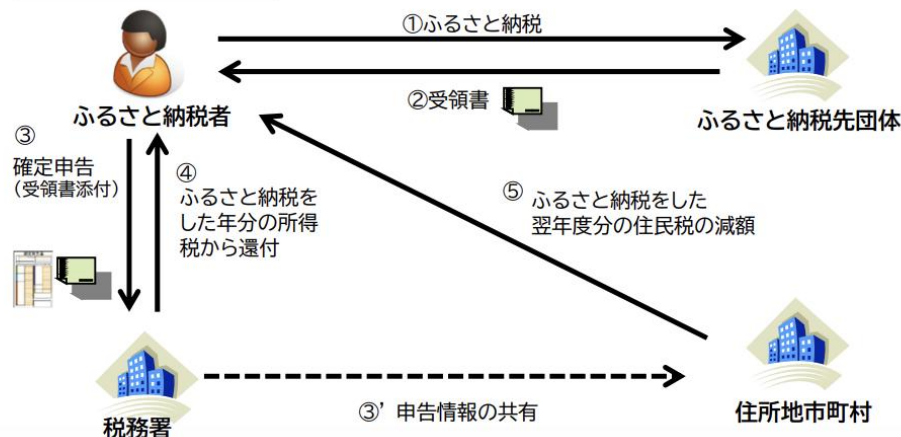 ①ふるさと納税
②受領書
ふるさと納税者
ふるさと納税先団体
③
確定申告
（受領書添付）
④
ふるさと納税を
した年分の所得
税から還付
⑤
ふるさと納税をした
翌年度分の住民税の減額
税務署
③’申告情報の共有
住所地市町村